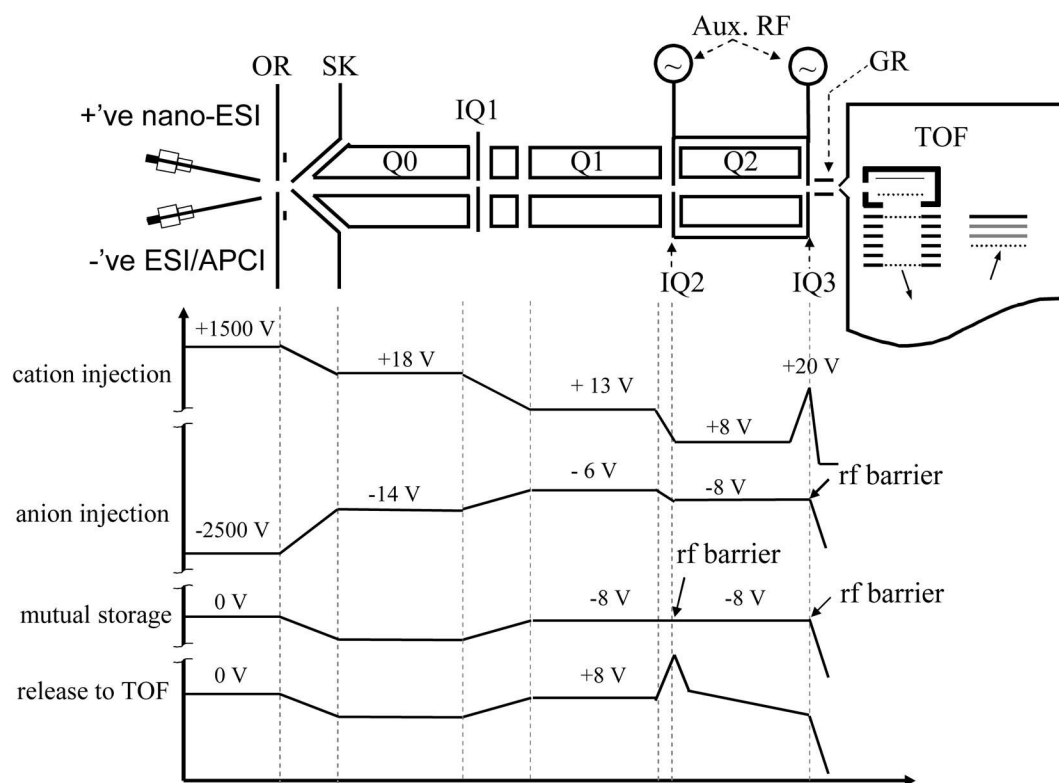 Aux. RF
OR
SK
GR
+'ve nano-ESI
IQ1
TOF
Q0
Q1
Q2
~
~
-'ve ESI/APCI
IQ2
IQ3
+1500 V
+18 V
+20 V
cation injection
+ 13 V
+8 V
- 6 V
rf barrier
-14 V
-8 V
anion injection
-2500 V
rf barrier
0 V
-8 V
-8 V
rf barrier
mutual storage
0 V
+8 V
release to TOF